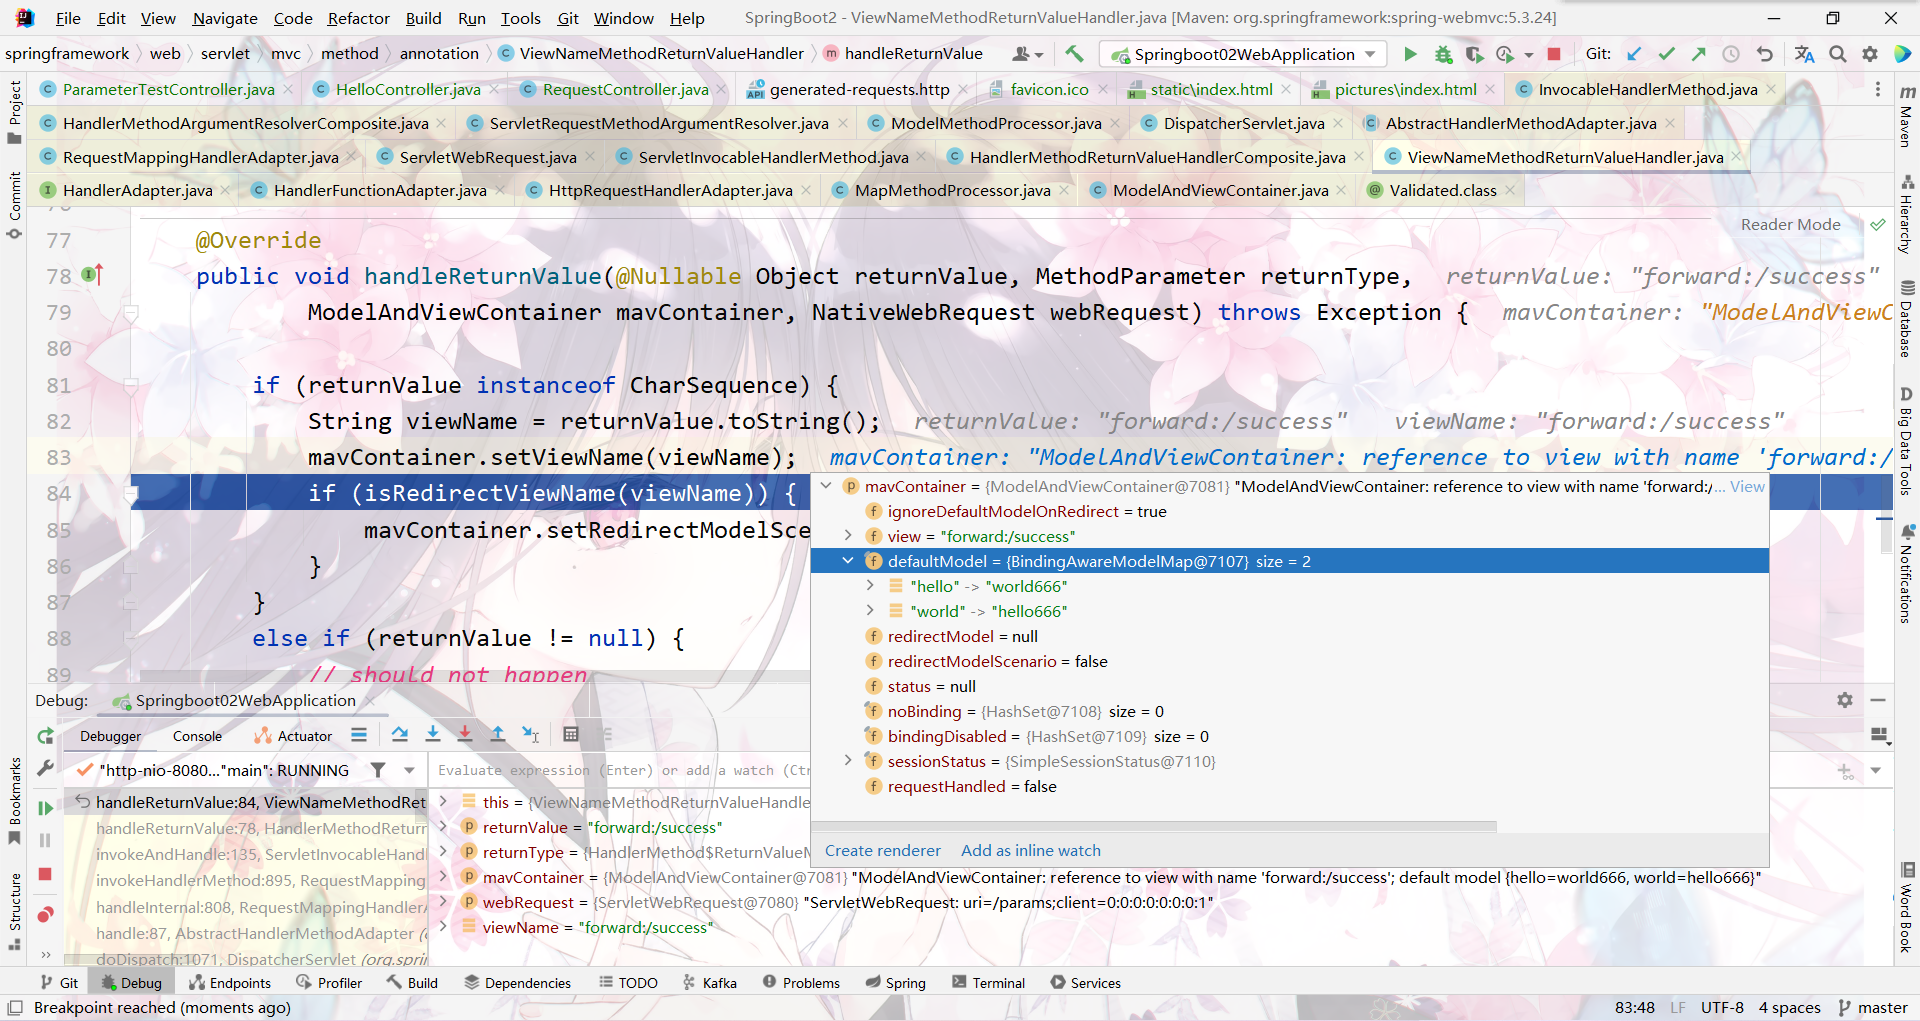 File Edit View Navigate Code Refactor Build Run Tools Git Window Help SpringBoot2 - ViewNameMethodReturnValueHandler.java [Maven: org.springframework:spring-webmvc:5.3.24]
springframework web servlet mvc method annotation ViewNameMethodReturnValueHandler handleReturnValue Springboot02WebApplication Git:
ParameterTestController.java HelloController.java RequestController.java generated-requests.http favicon.ico static\index.html pictures\index.html InvocableHandlerMethod.java
HandlerMethodArgumentResolverComposite.java ServletRequestMethodArgumentResolver.java ModelMethodProcessor.java DispatcherServlet.java AbstractHandlerMethodAdapter.java
RequestMappingHandlerAdapter.java ServletWebRequest.java ServletInvocableHandlerMethod.java HandlerMethodReturnValueHandlerComposite.java ViewNameMethodReturnValueHandler.java
HandlerAdapter.java HandlerFunctionAdapter.java HttpRequestHandlerAdapter.java MapMethodProcessor.java ModelAndViewContainer.java Validated.class
Project
Commit
Bookmarks
Structure
Maven
Hierarchy
Database
Big Data Tools
Notifications
Word Book
Reader Mode
77 @Override
78 public void handleReturnValue(@Nullable Object returnValue, MethodParameter returnType, returnValue: "forward:/success"
79 ModelAndViewContainer mavContainer, NativeWebRequest webRequest) throws Exception { mavContainer: "ModelAndViewC
80
81 if (returnValue instanceof CharSequence) {
82 String viewName = returnValue.toString(); returnValue: "forward:/success" viewName: "forward:/success"
83 mavContainer.setViewName(viewName); mavContainer: "ModelAndViewContainer: reference to view with name 'forward:/
84 if (isRedirectViewName(viewName)) {
85 mavContainer.setRedirectModelSce
86 }
87 }
88 else if (returnValue != null) {
89 // should not happen
mavContainer = {ModelAndViewContainer@7081} "ModelAndViewContainer: reference to view with name 'forward:/... View
ignoreDefaultModelOnRedirect = true
view = "forward:/success"
defaultModel = {BindingAwareModelMap@7107} size = 2
"hello" -> "world666"
"world" -> "hello666"
redirectModel = null
redirectModelScenario = false
status = null
noBinding = {HashSet@7108} size = 0
bindingDisabled = {HashSet@7109} size = 0
sessionStatus = {SimpleSessionStatus@7110}
requestHandled = false
Create renderer Add as inline watch
Debug: Springboot02WebApplication
Debugger Console Actuator
"http-nio-8080..."main": RUNNING
Evaluate expression (Enter) or add a watch (Ctr
handleReturnValue:84, ViewNameMethodRet
handleReturnValue:78, HandlerMethodReturn
invokeAndHandle:135, ServletInvocableHandl
invokeHandlerMethod:895, RequestMapping
handleInternal:808, RequestMappingHandlerA
handle:87, AbstractHandlerMethodAdapter (o
doDispatch:1071, DispatcherServlet (org.sprin
this = {ViewNameMethodReturnValueHandle
returnValue = "forward:/success"
returnType = {HandlerMethod$ReturnValueM
mavContainer = {ModelAndViewContainer@7081} "ModelAndViewContainer: reference to view with name 'forward:/success'; default model {hello=world666, world=hello666}"
webRequest = {ServletWebRequest@7080} "ServletWebRequest: uri=/params;client=0:0:0:0:0:0:0:1"
viewName = "forward:/success"
Git Debug Endpoints Profiler Build Dependencies TODO Kafka Problems Spring Terminal Services
Breakpoint reached (moments ago) 83:48 LF UTF-8 4 spaces master